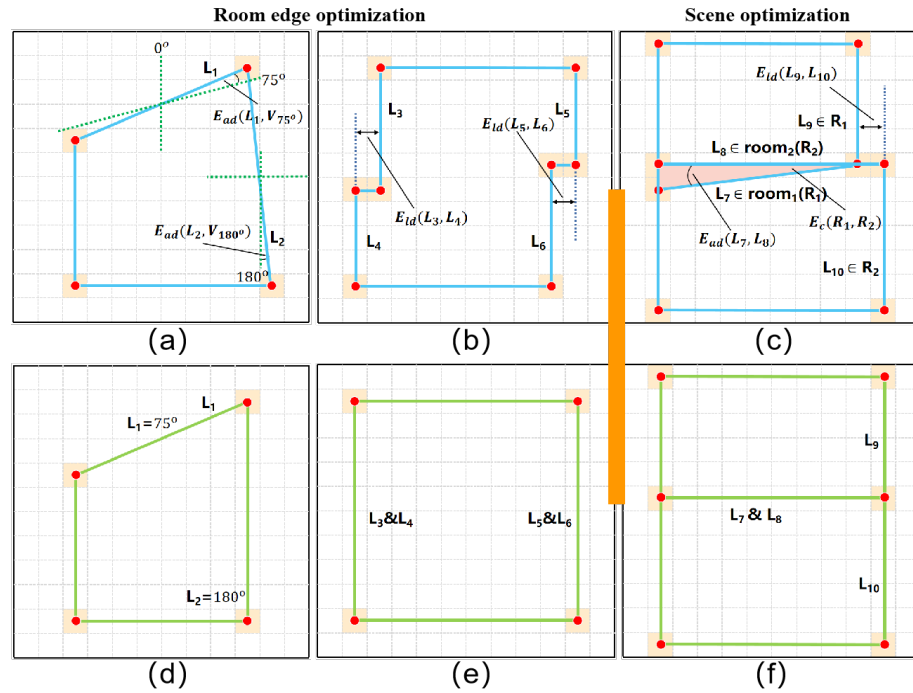 Room edge optimization
Scene optimization
0°
L₁
75°
E_ad(L₁, V_75°)
E_ad(L₂, V_180°)
L₂
180°
(a)
L₃
L₅
E_ld(L₅, L₆)
E_ld(L₃, L₄)
L₄
L₆
(b)
E_ld(L₉, L₁₀)
L₉ ∈ R₁
L₈ ∈ room₂(R₂)
L₇ ∈ room₁(R₁)
E_c(R₁, R₂)
E_ad(L₇, L₈)
L₁₀ ∈ R₂
(c)
L₁
L₁=75°
L₂=180°
(d)
L₃&L₄
L₅&L₆
(e)
L₉
L₇ & L₈
L₁₀
(f)